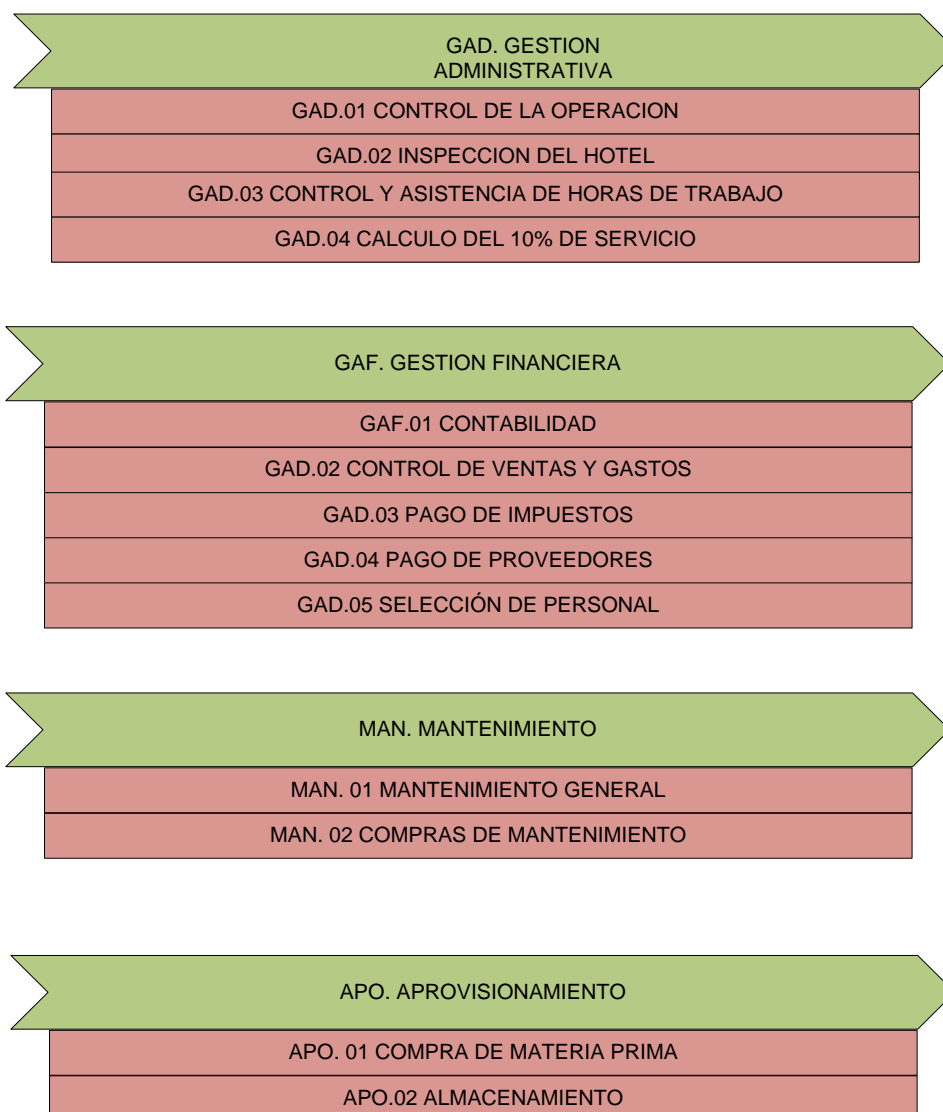 GAD. GESTION
ADMINISTRATIVA
GAD.01 CONTROL DE LA OPERACION
GAD.02 INSPECCION DEL HOTEL
GAD.03 CONTROL Y ASISTENCIA DE HORAS DE TRABAJO
GAD.04 CALCULO DEL 10% DE SERVICIO
GAF. GESTION FINANCIERA
GAF.01 CONTABILIDAD
GAD.02 CONTROL DE VENTAS Y GASTOS
GAD.03 PAGO DE IMPUESTOS
GAD.04 PAGO DE PROVEEDORES
GAD.05 SELECCIÓN DE PERSONAL
MAN. MANTENIMIENTO
MAN. 01 MANTENIMIENTO GENERAL
MAN. 02 COMPRAS DE MANTENIMIENTO
APO. APROVISIONAMIENTO
APO. 01 COMPRA DE MATERIA PRIMA
APO.02 ALMACENAMIENTO